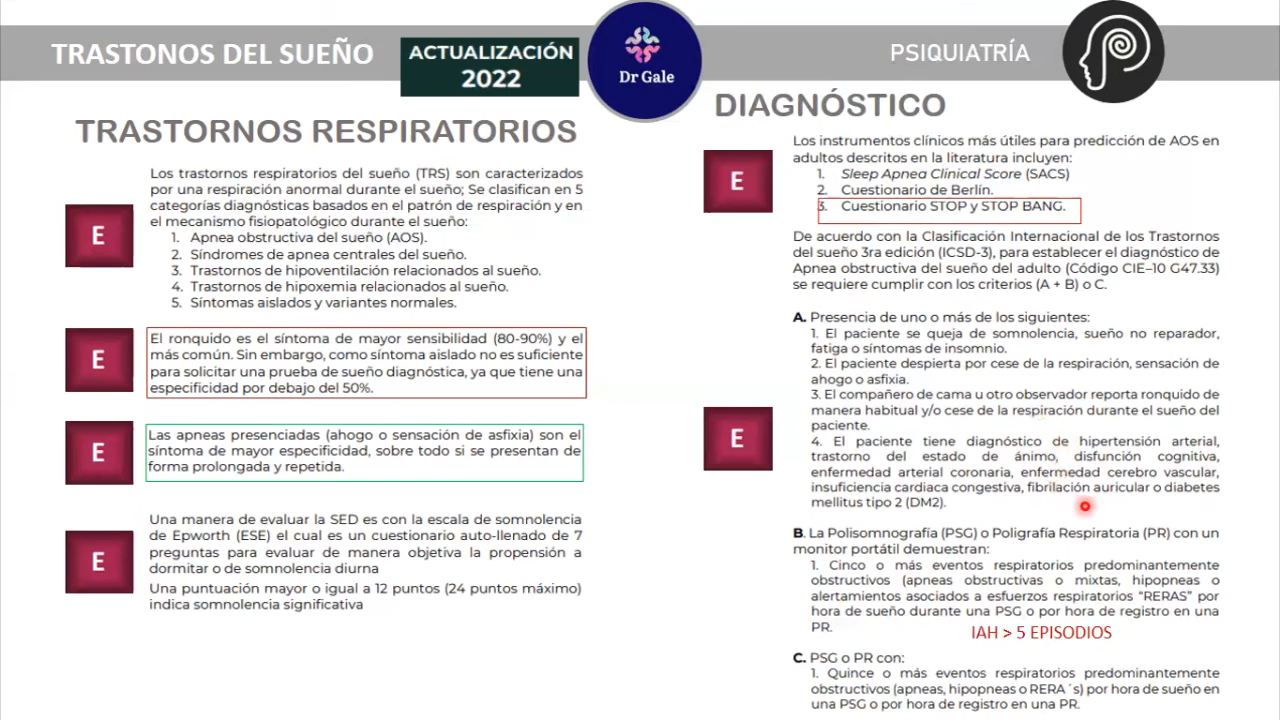 TRASTONOS DEL SUEÑO
ACTUALIZACIÓN
2022
Dr Gale
PSIQUIATRÍA
TRASTORNOS RESPIRATORIOS
E
Los trastornos respiratorios del sueño (TRS) son caracterizados
por una respiración anormal durante el sueño; Se clasifican en 5
categorías diagnósticas basados en el patrón de respiración y en
el mecanismo fisiopatológico durante el sueño:
1. Apnea obstructiva del sueño (AOS).
2. Síndromes de apnea centrales del sueño.
3. Trastornos de hipoventilación relacionados al sueño.
4. Trastornos de hipoxemia relacionados al sueño.
5. Síntomas aislados y variantes normales.
E
El ronquido es el síntoma de mayor sensibilidad (80-90%) y el
más común. Sin embargo, como síntoma aislado no es suficiente
para solicitar una prueba de sueño diagnóstica, ya que tiene una
especificidad por debajo del 50%.
E
Las apneas presenciadas (ahogo o sensación de asfixia) son el
síntoma de mayor especificidad, sobre todo si se presentan de
forma prolongada y repetida.
E
Una manera de evaluar la SED es con la escala de somnolencia
de Epworth (ESE) el cual es un cuestionario auto-llenado de 7
preguntas para evaluar de manera objetiva la propensión a
dormitar o de somnolencia diurna
Una puntuación mayor o igual a 12 puntos (24 puntos máximo)
indica somnolencia significativa
DIAGNÓSTICO
E
Los instrumentos clínicos más útiles para predicción de AOS en
adultos descritos en la literatura incluyen:
1. Sleep Apnea Clinical Score (SACS)
2. Cuestionario de Berlín.
3. Cuestionario STOP y STOP BANG.
De acuerdo con la Clasificación Internacional de los Trastornos
del sueño 3ra edición (ICSD-3), para establecer el diagnóstico de
Apnea obstructiva del sueño del adulto (Código CIE–10 G47.33)
se requiere cumplir con los criterios (A + B) o C.
E
A. Presencia de uno o más de los siguientes:
1. El paciente se queja de somnolencia, sueño no reparador,
fatiga o síntomas de insomnio.
2. El paciente despierta por cese de la respiración, sensación de
ahogo o asfixia.
3. El compañero de cama u otro observador reporta ronquido de
manera habitual y/o cese de la respiración durante el sueño del
paciente.
4. El paciente tiene diagnóstico de hipertensión arterial,
trastorno del estado de ánimo, disfunción cognitiva,
enfermedad arterial coronaria, enfermedad cerebro vascular,
insuficiencia cardiaca congestiva, fibrilación auricular o diabetes
mellitus tipo 2 (DM2).
B. La Polisomnografía (PSG) o Poligrafía Respiratoria (PR) con un
monitor portátil demuestran:
1. Cinco o más eventos respiratorios predominantemente
obstructivos (apneas obstructivas o mixtas, hipopneas o
alertamientos asociados a esfuerzos respiratorios “RERAS” por
hora de sueño durante una PSG o por hora de registro en una
PR.
IAH > 5 EPISODIOS
C. PSG o PR con:
1. Quince o más eventos respiratorios predominantemente
obstructivos (apneas, hipopneas o RERA´s) por hora de sueño en
una PSG o por hora de registro en una PR.